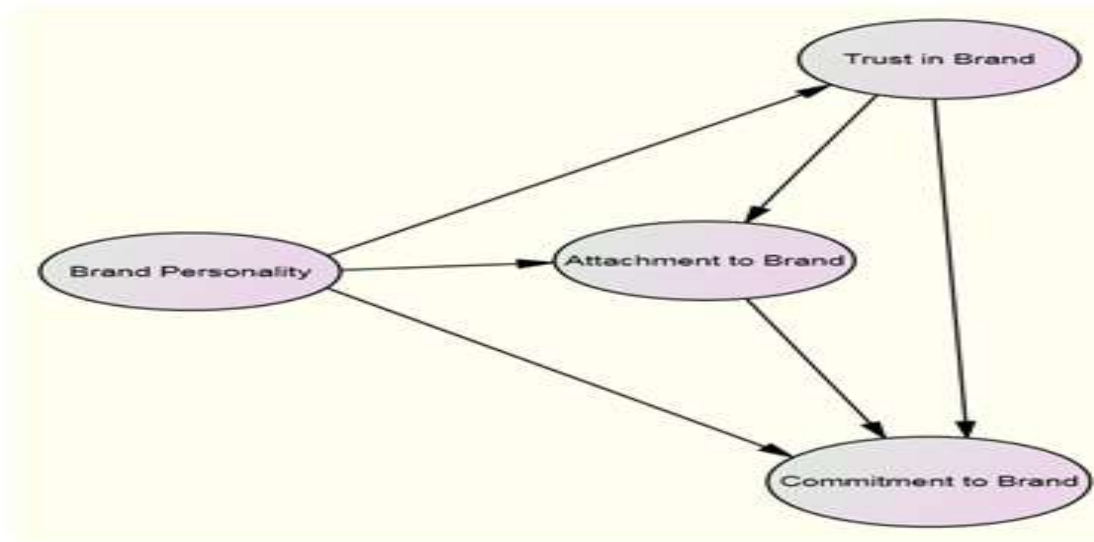 Trust in Brand
Attachment to Brand
Brand Personality
Commitment to Brand